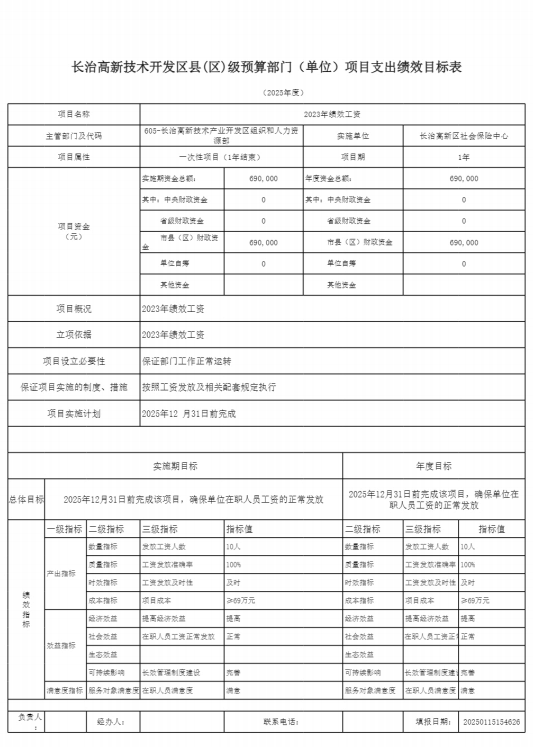 长治高新技术开发区县(区)级预算部门（单位）项目支出绩效目标表
（2025年度）
项目名称 2023年绩效工资
主管部门及代码 605-长治高新技术产业开发区组织和人力资源部 实施单位 长治高新区社会保险中心
项目属性 一次性项目（1年结束） 项目期 1年
项目资金（元） 实施期资金总额： 690,000 年度资金总额： 690,000
其中：中央财政资金 0 其中：中央财政资金 0
省级财政资金 0 省级财政资金 0
市县（区）财政资金 690,000 市县（区）财政资金 690,000
单位自筹 0 单位自筹 0
其他资金 其他资金
项目概况 2023年绩效工资
立项依据 2023年绩效工资
项目设立必要性 保证部门工作正常运转
保证项目实施的制度、措施 按照工资发放及相关配套规定执行
项目实施计划 2025年12 月31日前完成
实施期目标 年度目标
总体目标 2025年12月31日前完成该项目，确保单位在职人员工资的正常发放 2025年12月31日前完成该项目，确保单位在职人员工资的正常发放
绩效指标 一级指标 二级指标 三级指标 指标值 二级指标 三级指标 指标值
产出指标 数量指标 发放工资人数 10人 数量指标 发放工资人数 10人
质量指标 工资发放准确率 100% 质量指标 工资发放准确率 100%
时效指标 工资发放及时性 及时 时效指标 工资发放及时性 及时
成本指标 项目成本 ≥69万元 成本指标 项目成本 ≥69万元
效益指标 经济效益 提高经济效益 提高 经济效益 提高经济效益 提高
社会效益 在职人员工资正常发放 正常 社会效益 在职人员工资正 正常
生态效益 生态效益
可持续影响 长效管理制度建设 完善 可持续影响 长效管理制度建 完善
满意度指标 服务对象满意度 在职人员满意度 满意 服务对象满意度 在职人员满意度 满意
负责人： 经办人： 联系电话： 填报日期： 20250115154626